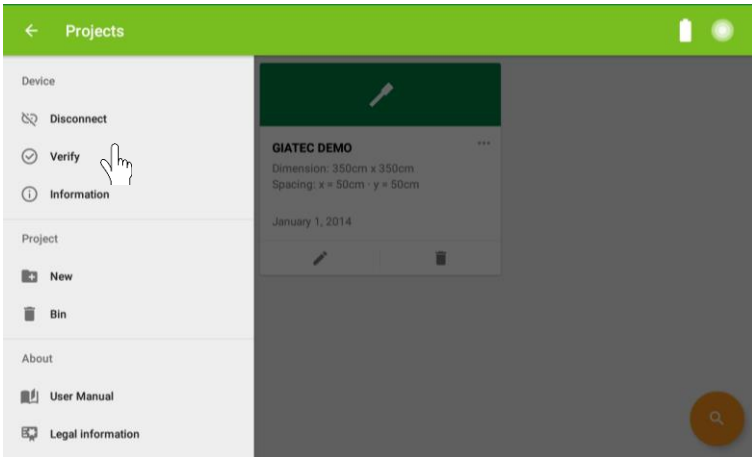 Projects
Device
Disconnect
Verify
Information
Project
New
Bin
About
User Manual
Legal information
GIATEC DEMO
Dimension: 350cm x 350cm
Spacing: x = 50cm · y = 50cm
January 1, 2014